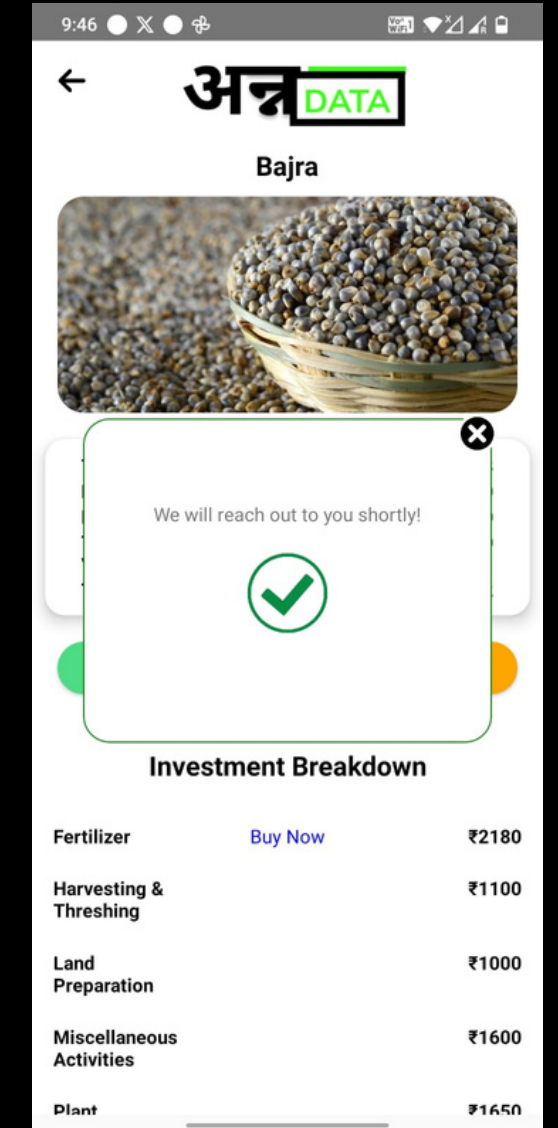 9:46
अन्न DATA
Bajra
We will reach out to you shortly!
Investment Breakdown
Fertilizer Buy Now ₹2180
Harvesting & ₹1100
Threshing
Land ₹1000
Preparation
Miscellaneous ₹1600
Activities
Plant ₹1650